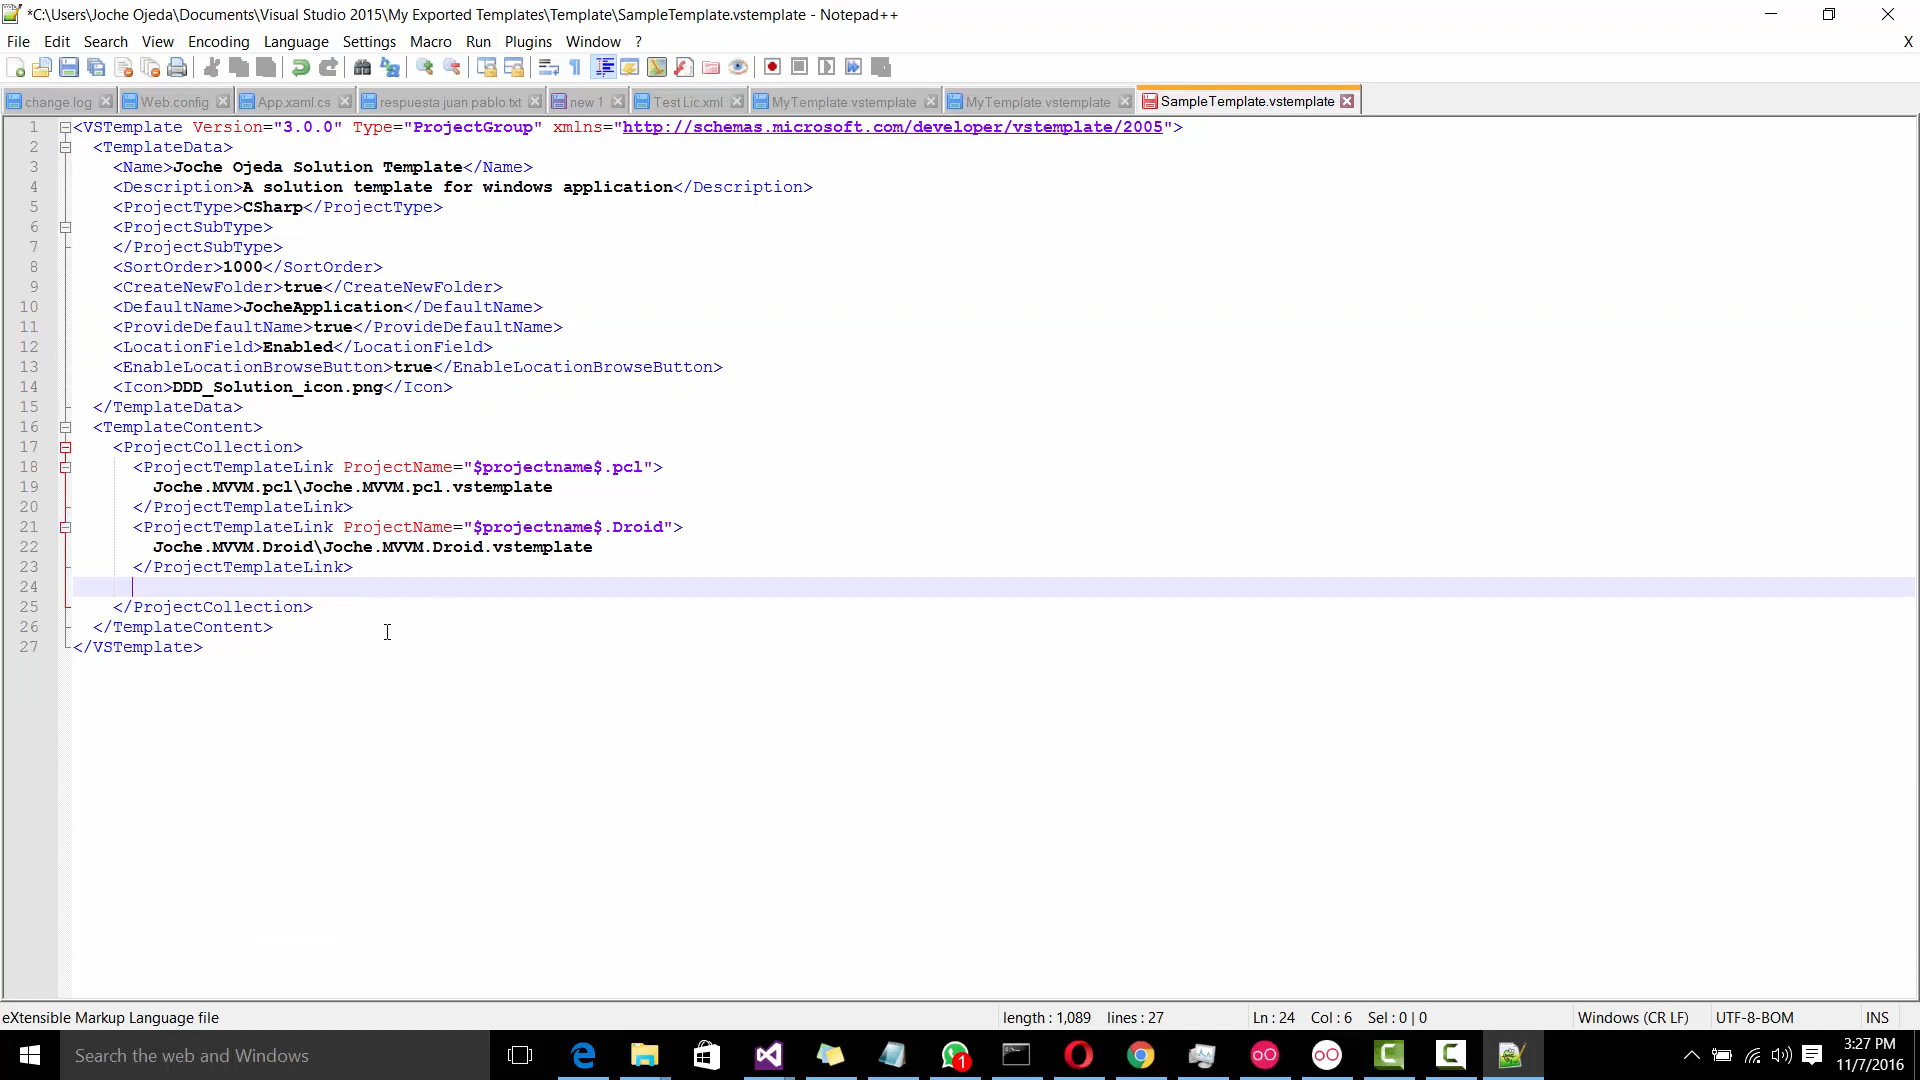 *C:\Users\Joche Ojeda\Documents\Visual Studio 2015\My Exported Templates\Template\SampleTemplate.vstemplate - Notepad++
File Edit Search View Encoding Language Settings Macro Run Plugins Window ? X
change.log Web.config App.xaml.cs respuesta juan pablo.txt new 1 Test Lic.xml MyTemplate.vstemplate MyTemplate.vstemplate SampleTemplate.vstemplate
1 <VSTemplate Version="3.0.0" Type="ProjectGroup" xmlns="http://schemas.microsoft.com/developer/vstemplate/2005">
2 <TemplateData>
3 <Name>Joche Ojeda Solution Template</Name>
4 <Description>A solution template for windows application</Description>
5 <ProjectType>CSharp</ProjectType>
6 <ProjectSubType>
7 </ProjectSubType>
8 <SortOrder>1000</SortOrder>
9 <CreateNewFolder>true</CreateNewFolder>
10 <DefaultName>JocheApplication</DefaultName>
11 <ProvideDefaultName>true</ProvideDefaultName>
12 <LocationField>Enabled</LocationField>
13 <EnableLocationBrowseButton>true</EnableLocationBrowseButton>
14 <Icon>DDD_Solution_icon.png</Icon>
15 </TemplateData>
16 <TemplateContent>
17 <ProjectCollection>
18 <ProjectTemplateLink ProjectName="$projectname$.pcl">
19 Joche.MVVM.pcl\Joche.MVVM.pcl.vstemplate
20 </ProjectTemplateLink>
21 <ProjectTemplateLink ProjectName="$projectname$.Droid">
22 Joche.MVVM.Droid\Joche.MVVM.Droid.vstemplate
23 </ProjectTemplateLink>
24
25 </ProjectCollection>
26 </TemplateContent>
27 </VSTemplate>
eXtensible Markup Language file length : 1,089 lines : 27 Ln : 24 Col : 6 Sel : 0 | 0 Windows (CR LF) UTF-8-BOM INS
Search the web and Windows 1 3:27 PM
11/7/2016